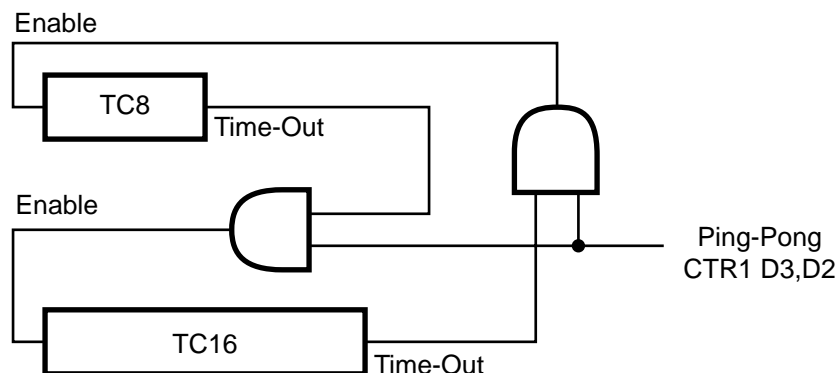 Enable
TC8
Time-Out
Enable
Ping-Pong
CTR1 D3,D2
TC16
Time-Out